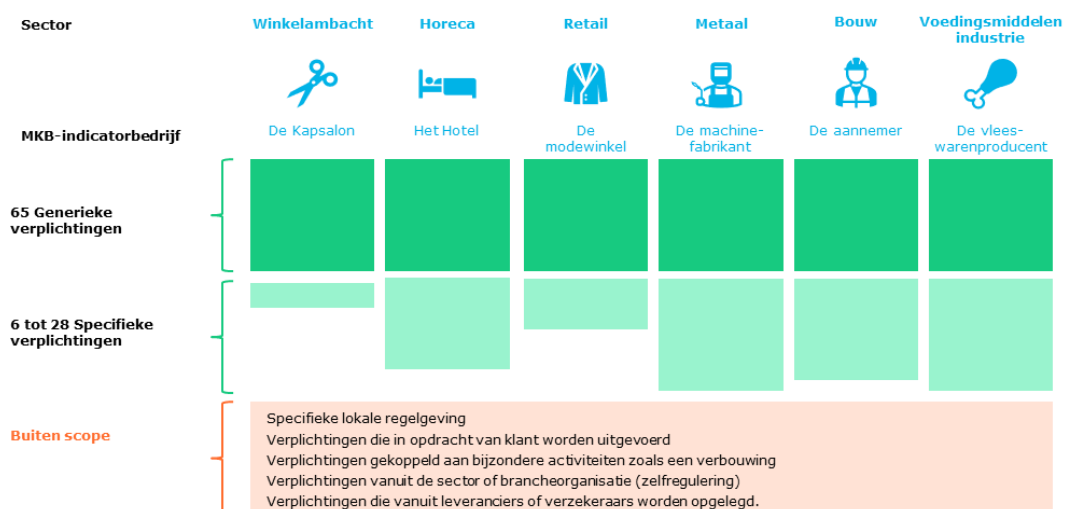 Sector
Winkelambacht
Horeca
Retail
Metaal
Bouw
Voedingsmiddelen
industrie
MKB-indicatorbedrijf
De Kapsalon
Het Hotel
De
modewinkel
De machine-
fabrikant
De aannemer
De vlees-
warenproducent
65 Generieke
verplichtingen
6 tot 28 Specifieke
verplichtingen
Buiten scope
Specifieke lokale regelgeving
Verplichtingen die in opdracht van klant worden uitgevoerd
Verplichtingen gekoppeld aan bijzondere activiteiten zoals een verbouwing
Verplichtingen vanuit de sector of brancheorganisatie (zelfregulering)
Verplichtingen die vanuit leveranciers of verzekeraars worden opgelegd.